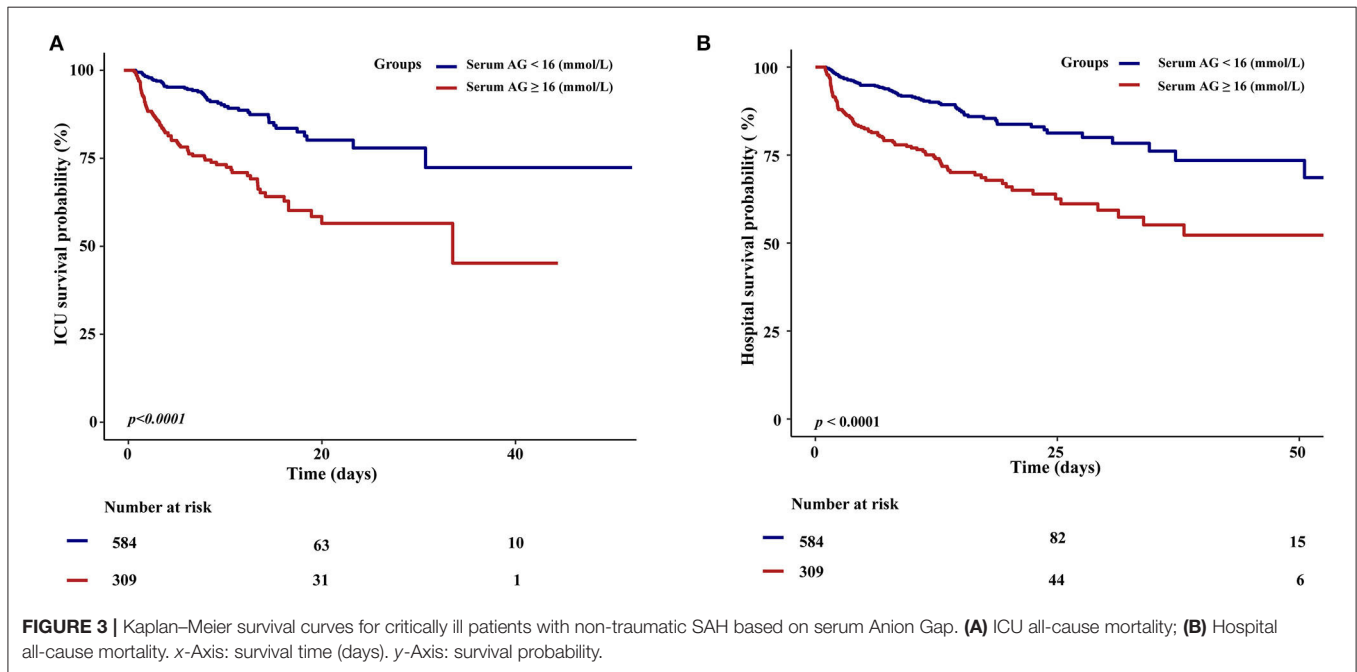 A
Groups
Serum AG < 16 (mmol/L)
Serum AG ≥ 16 (mmol/L)
ICU survival probability (%)
100
75
50
25
0
p<0.0001
0 20 40
Time (days)
Number at risk
584 63 10
309 31 1
B
Groups
Serum AG < 16 (mmol/L)
Serum AG ≥ 16 (mmol/L)
Hospital survival probability ( %)
100
75
50
25
0
p < 0.0001
0 25 50
Time (days)
Number at risk
584 82 15
309 44 6
FIGURE 3 | Kaplan–Meier survival curves for critically ill patients with non-traumatic SAH based on serum Anion Gap. (A) ICU all-cause mortality; (B) Hospital
all-cause mortality. x-Axis: survival time (days). y-Axis: survival probability.